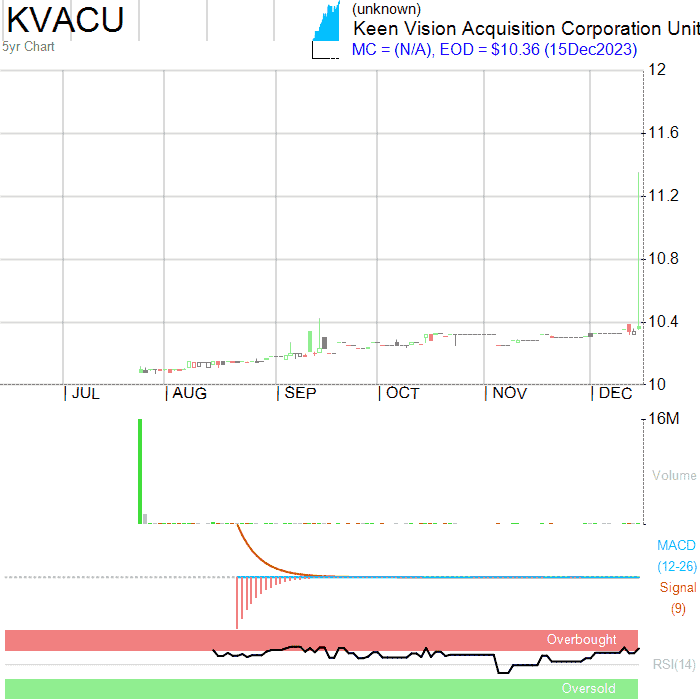 KVACU
5yr Chart
(unknown)
Keen Vision Acquisition Corporation Unit
MC = (N/A), EOD = $10.36 (15Dec2023)
12
11.6
11.2
10.8
10.4
10
JUL AUG SEP OCT NOV DEC
16M
Volume
MACD
(12-26)
Signal
(9)
Overbought
RSI(14)
Oversold